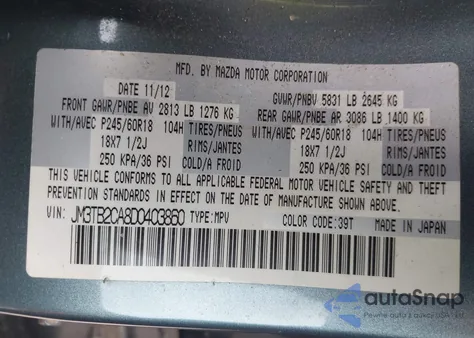 MFD. BY MAZDA MOTOR CORPORATION
DATE 11/12 GVWR/PNBV 5831 LB 2645 KG
FRONT GAWR/PNBE AV 2813 LB 1276 KG REAR GAWR/PNBE AR 3086 LB 1400 KG
WITH/AVEC P245/60R18 104H TIRES/PNEUS WITH/AVEC P245/60R18 104H TIRES/PNEUS
18X7 1/2J 18X7 1/2J
250 KPA/36 PSI COLD/A FROID 250 KPA/36 PSI COLD/A FROID
THIS VEHICLE CONFORMS TO ALL APPLICABLE FEDERAL MOTOR VEHICLE SAFETY AND THEFT
PREVENTION STANDARDS IN EFFECT ON THE DATE OF MANUFACTURE SHOWN ABOVE.
VIN: JM3TB2CA8D0403850 TYPE:MPV COLOR CODE: 39T MADE IN JAPAN
autoSnap